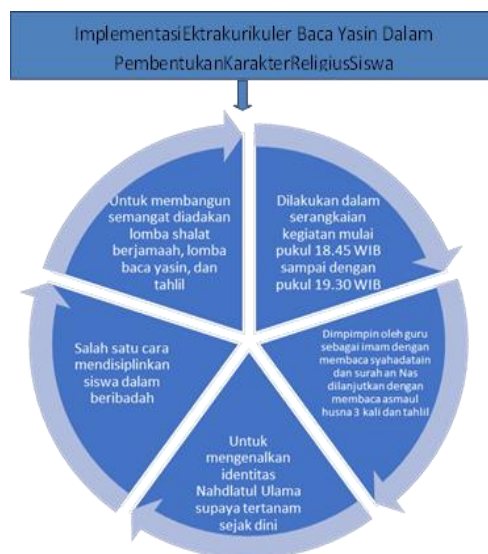 ImplementasiEktrakurikuler Baca Yasin Dalam
PembentukanKarakterReligiusSiswa
Dilakukan dalam
serangkaian
kegiatan mulai
pukul 18.45 WIB
sampai dengan
pukul 19.30 WIB
Dimpimpin oleh guru
sebagai imam dengan
membaca syahadatain
dan surah an Nas
dilanjutkan dengan
membaca asmaul
husna 3 kali dan tahlil
Untuk
mengenalkan
identitas
Nahdlatul Ulama
supaya tertanam
sejak dini
Salah satu cara
mendisiplinkan
siswa dalam
beribadah
Untuk membangun
semangat diadakan
lomba shalat
berjamaah, lomba
baca yasin, dan
tahlil